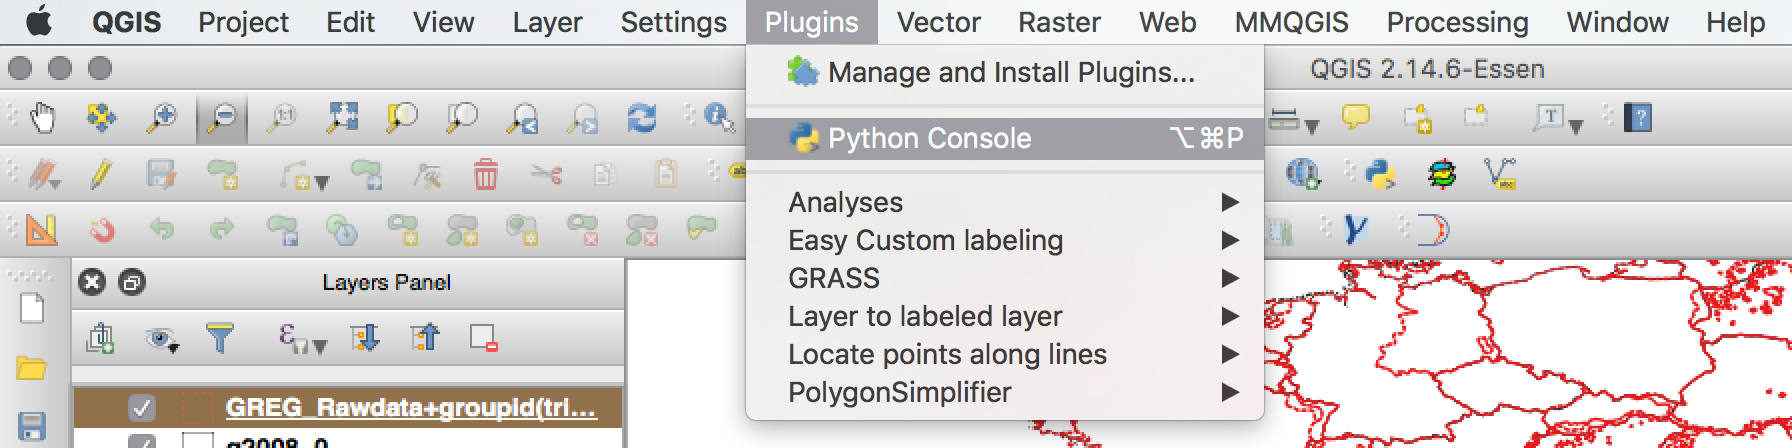 QGIS Project Edit View Layer Settings Plugins Vector Raster Web MMQGIS Processing Window Help
QGIS 2.14.6-Essen
Manage and Install Plugins...
Python Console ⌥⌘P
Analyses
Easy Custom labeling
GRASS
Layer to labeled layer
Locate points along lines
PolygonSimplifier
Layers Panel
GREG_Rawdata+groupId(tri...
g2008_0